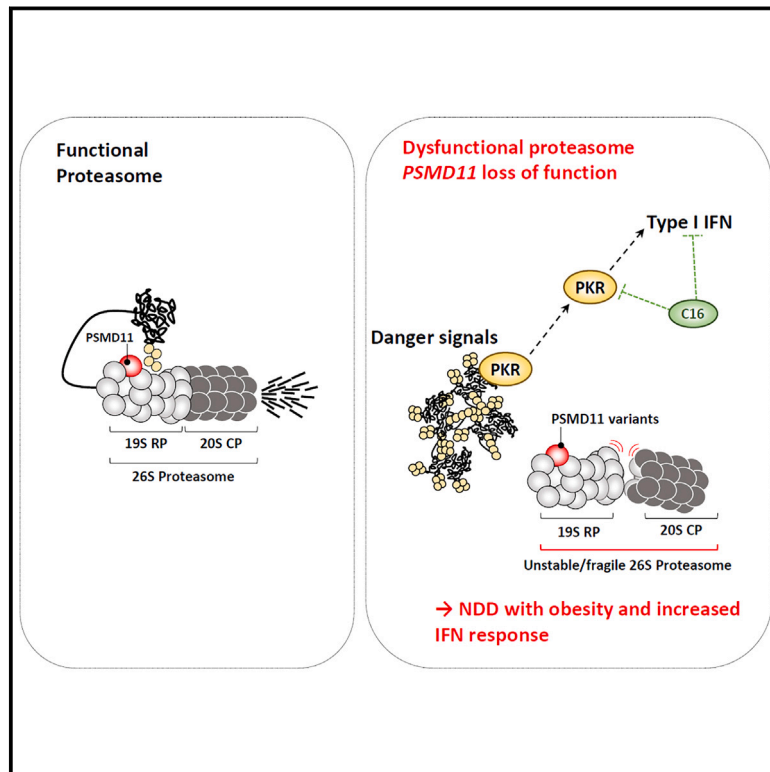 Functional
Proteasome
PSMD11
19S RP
20S CP
26S Proteasome
Dysfunctional proteasome
PSMD11 loss of function
Type I IFN
PKR
C16
Danger signals
PKR
PSMD11 variants
19S RP
20S CP
Unstable/fragile 26S Proteasome
→ NDD with obesity and increased
IFN response